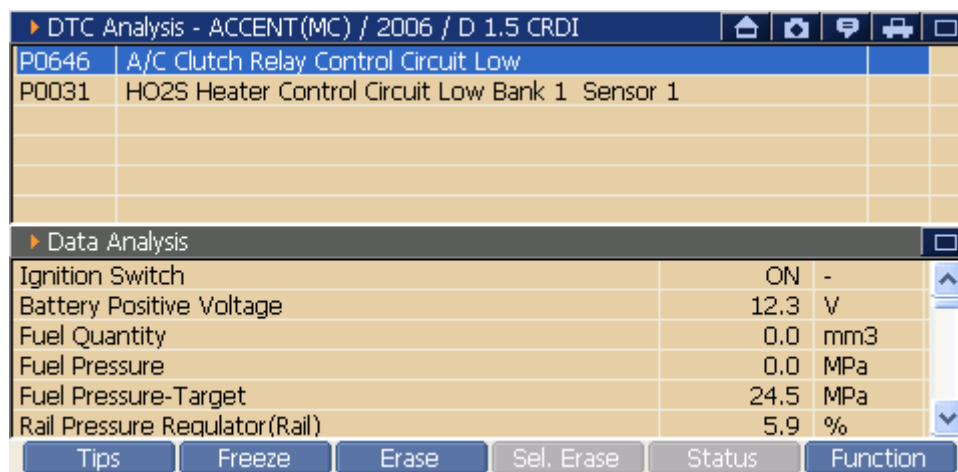 DTC Analysis - ACCENT(MC) / 2006 / D 1.5 CRDI
P0646 A/C Clutch Relay Control Circuit Low
P0031 HO2S Heater Control Circuit Low Bank 1 Sensor 1
Data Analysis
Ignition Switch ON -
Battery Positive Voltage 12.3 V
Fuel Quantity 0.0 mm3
Fuel Pressure 0.0 MPa
Fuel Pressure-Target 24.5 MPa
Rail Pressure Regulator(Rail) 5.9 %
Tips Freeze Erase Sel. Erase Status Function